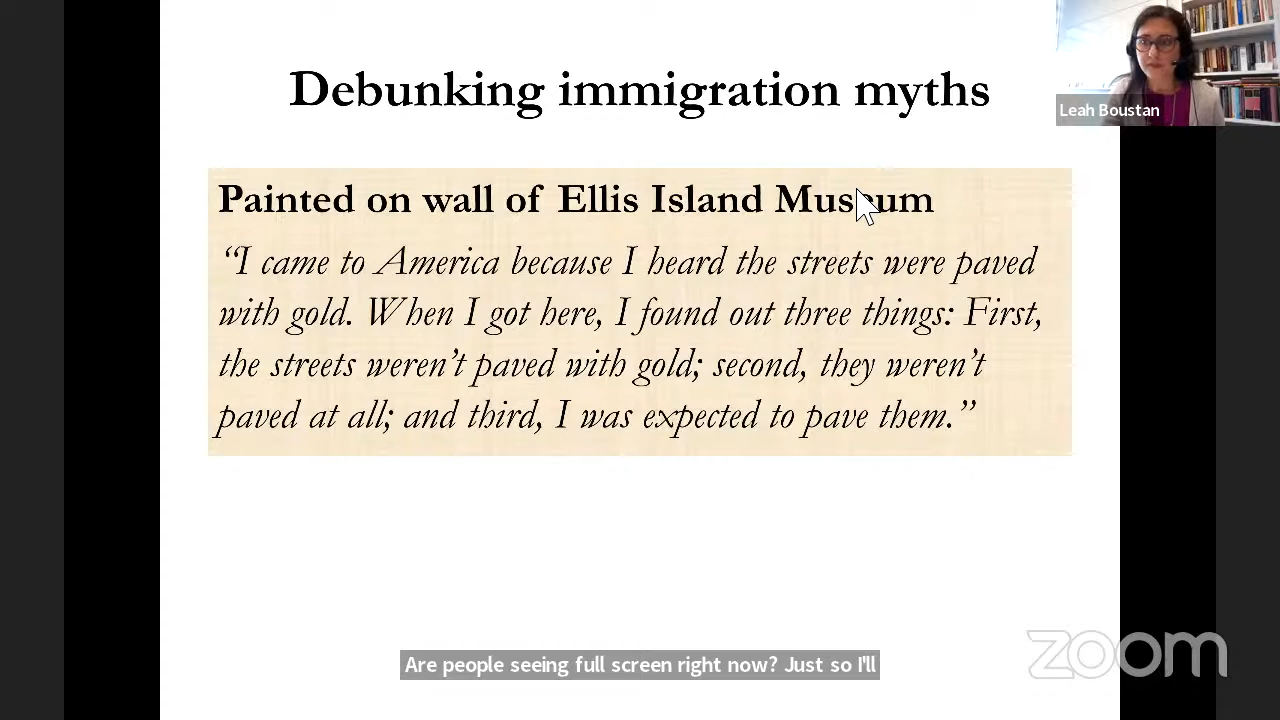 Debunking immigration myths
Leah Boustan
Painted on wall of Ellis Island Museum
“I came to America because I heard the streets were paved
with gold. When I got here, I found out three things: First,
the streets weren’t paved with gold; second, they weren’t
paved at all; and third, I was expected to pave them.”
Are people seeing full screen right now? Just so I'll
zoom